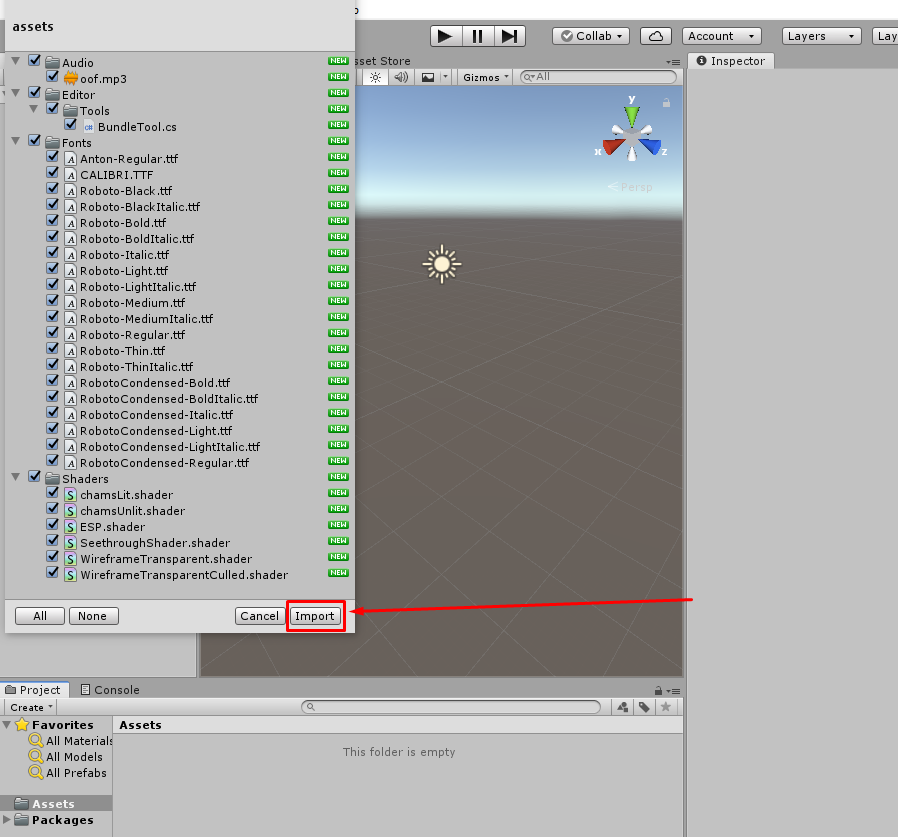 assets
Audio NEW
oof.mp3 NEW
Editor NEW
Tools NEW
c# BundleTool.cs NEW
Fonts NEW
A Anton-Regular.ttf NEW
A CALIBRI.TTF NEW
A Roboto-Black.ttf NEW
A Roboto-BlackItalic.ttf NEW
A Roboto-Bold.ttf NEW
A Roboto-BoldItalic.ttf NEW
A Roboto-Italic.ttf NEW
A Roboto-Light.ttf NEW
A Roboto-LightItalic.ttf NEW
A Roboto-Medium.ttf NEW
A Roboto-MediumItalic.ttf NEW
A Roboto-Regular.ttf NEW
A Roboto-Thin.ttf NEW
A Roboto-ThinItalic.ttf NEW
A RobotoCondensed-Bold.ttf NEW
A RobotoCondensed-BoldItalic.ttf NEW
A RobotoCondensed-Italic.ttf NEW
A RobotoCondensed-Light.ttf NEW
A RobotoCondensed-LightItalic.ttf NEW
A RobotoCondensed-Regular.ttf NEW
Shaders NEW
S chamsLit.shader NEW
S chamsUnlit.shader NEW
S ESP.shader NEW
S SeethroughShader.shader NEW
S WireframeTransparent.shader NEW
S WireframeTransparentCulled.shader NEW
All None Cancel Import
Collab Account Layers Lay
sset Store
Gizmos All
y
x z
Persp
Inspector
Project Console
Create
Favorites
All Materials
All Models
All Prefabs
Assets
Packages
Assets
This folder is empty